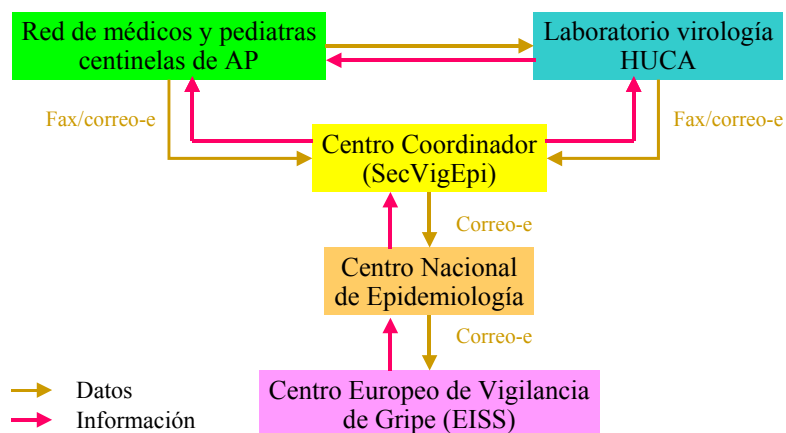 Red de médicos y pediatras
centinelas de AP
Laboratorio virología
HUCA
Fax/correo-e
Fax/correo-e
Centro Coordinador
(SecVigEpi)
Correo-e
Centro Nacional
de Epidemiología
Correo-e
Centro Europeo de Vigilancia
de Gripe (EISS)
Datos
Información